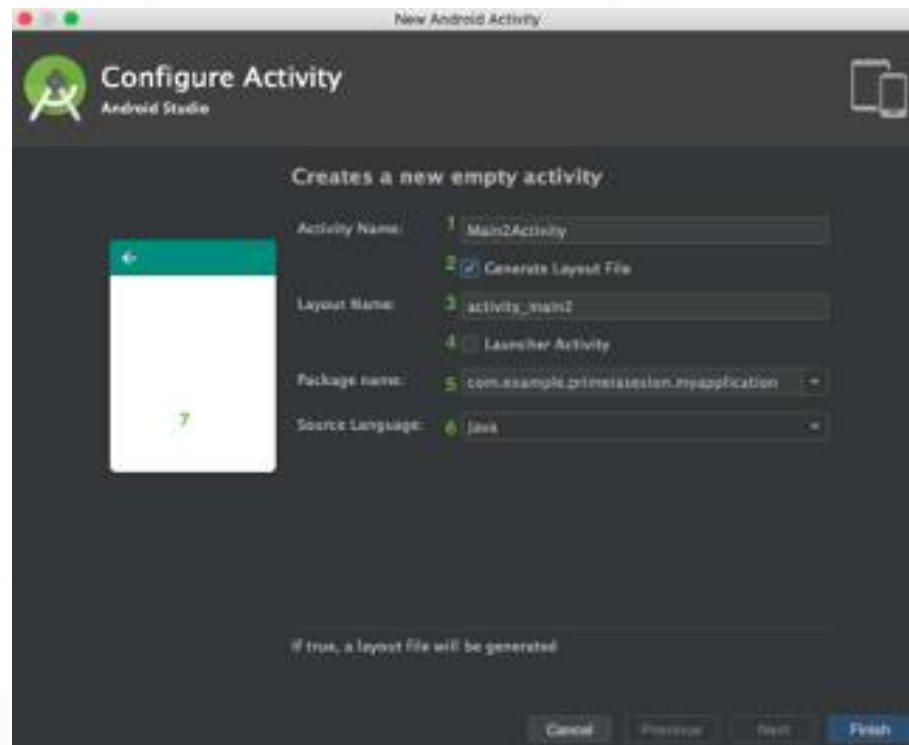 New Android Activity
Configure Activity
Android Studio
Creates a new empty activity
Activity Name: 1 Main2Activity
2 Generate Layout File
Layout Name: 3 activity_main2
4 Launcher Activity
Package name: 5 com.example.primerasesion.myapplication
7
Source Language: 6 Java
If true, a layout file will be generated
Cancel Previous Next Finish